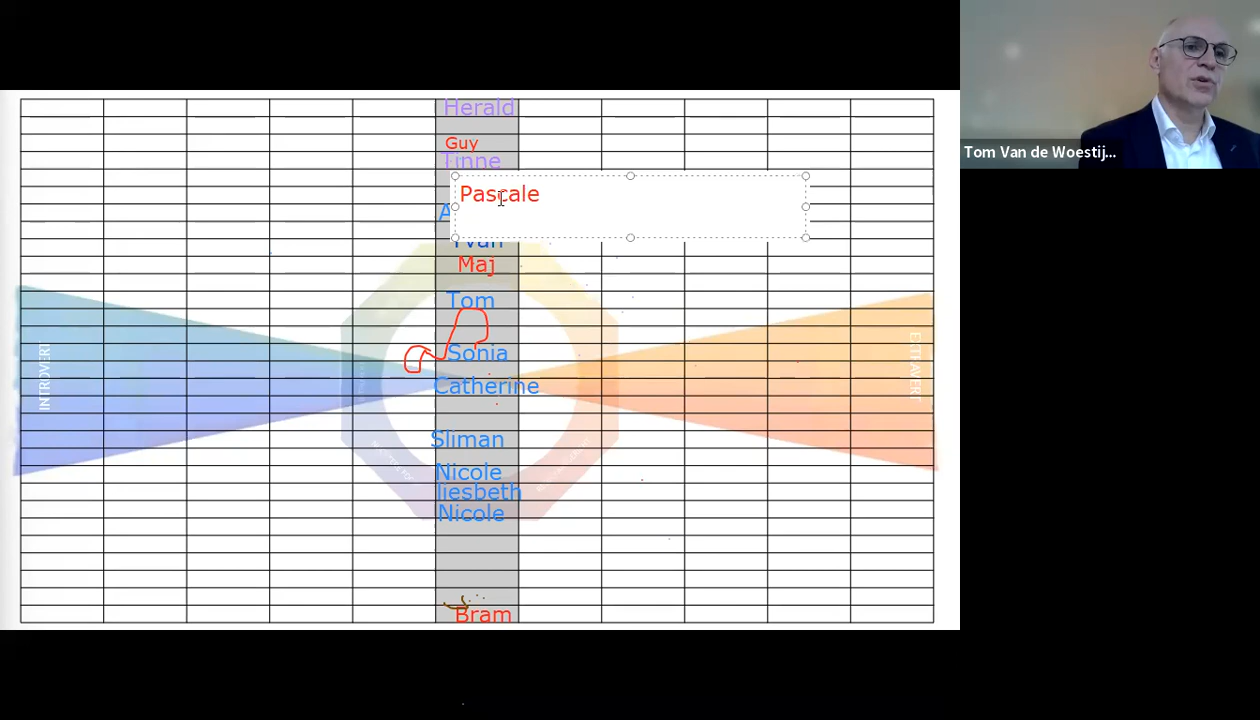 Herald
Guy
Tinne
Pascale
A
Yvan
Maj
Tom
INTROVERT
EXTRAVERT
Sonia
Catherine
Sliman
Nicole
liesbeth
Nicole
Bram
Tom Van de Woestij...